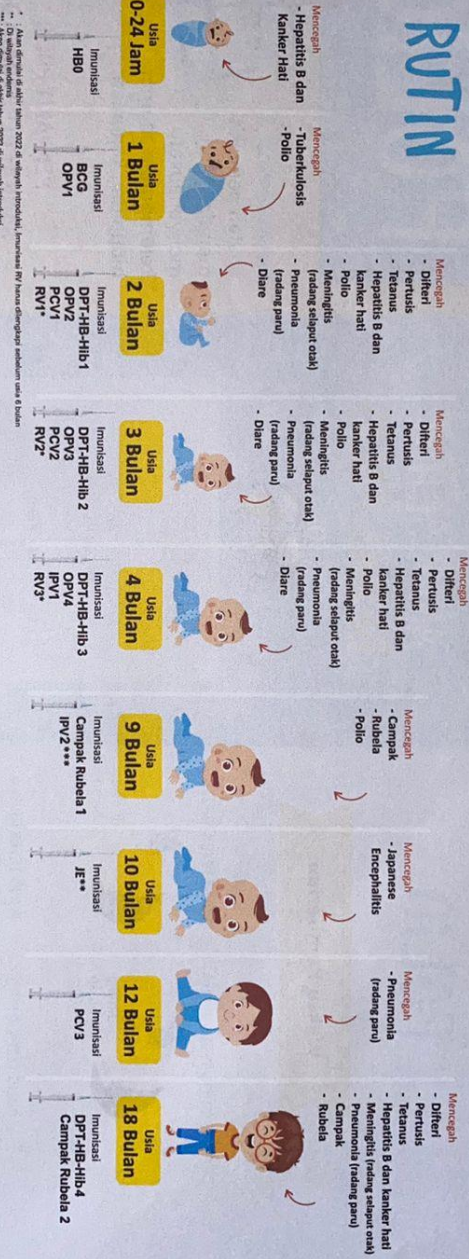 RUTIN
Mencegah
- Hepatitis B dan
Kanker Hati
Usia
0-24 Jam
Imunisasi
HB0
Mencegah
- Tuberkulosis
-Polio
Usia
1 Bulan
Imunisasi
BCG
OPV1
Mencegah
- Difteri
- Pertusis
- Tetanus
- Hepatitis B dan
kanker hati
- Polio
- Meningitis
(radang selaput otak)
- Pneumonia
(radang paru)
- Diare
Usia
2 Bulan
Imunisasi
DPT-HB-Hib1
OPV2
PCV1
RV1*
Mencegah
- Difteri
- Pertusis
- Tetanus
- Hepatitis B dan
kanker hati
- Polio
- Meningitis
(radang selaput otak)
- Pneumonia
(radang paru)
- Diare
Usia
3 Bulan
Imunisasi
DPT-HB-Hib 2
OPV3
PCV2
RV2*
Mencegah
- Difteri
- Pertusis
- Tetanus
- Hepatitis B dan
kanker hati
- Polio
- Meningitis
(radang selaput otak)
- Pneumonia
(radang paru)
- Diare
Usia
4 Bulan
Imunisasi
DPT-HB-Hib 3
OPV4
IPV1
RV3*
Mencegah
- Campak
- Rubela
- Polio
Usia
9 Bulan
Imunisasi
Campak Rubela 1
IPV2 ***
Mencegah
- Japanese
Encephalitis
Usia
10 Bulan
Imunisasi
JE**
Mencegah
- Pneumonia
(radang paru)
Usia
12 Bulan
Imunisasi
PCV3
Mencegah
- Difteri
- Pertusis
- Tetanus
- Hepatitis B dan kanker hati
- Meningitis (radang selaput otak)
- Pneumonia (radang paru)
- Campak
- Rubela
Usia
18 Bulan
Imunisasi
DPT-HB-Hib4
Campak Rubela 2
* : Akan dimulai di akhir tahun 2022 di wilayah introduksi, Imunisasi RV harus dilengkapi sebelum usia 6 bulan
** : Di wilayah endemis